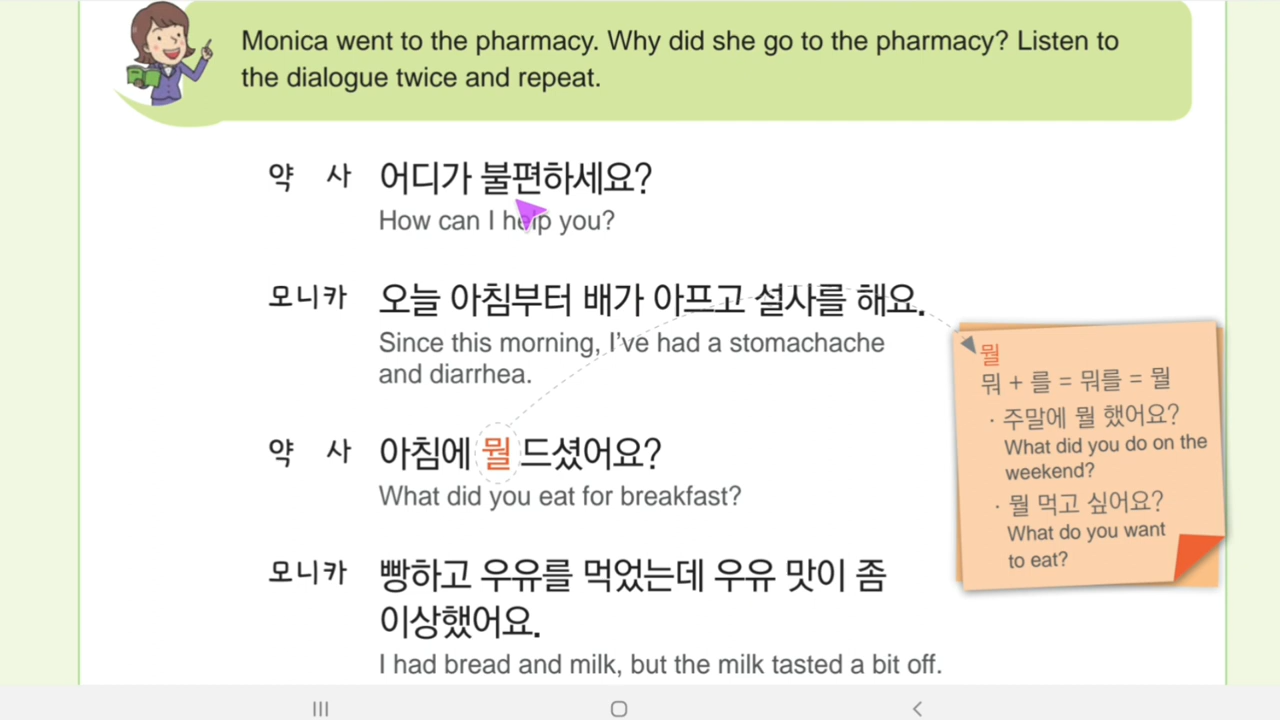 Monica went to the pharmacy. Why did she go to the pharmacy? Listen to
the dialogue twice and repeat.
약 사 어디가 불편하세요?
How can I help you?
모니카 오늘 아침부터 배가 아프고 설사를 해요.
Since this morning, I've had a stomachache
and diarrhea.
약 사 아침에 뭘 드셨어요?
What did you eat for breakfast?
모니카 빵하고 우유를 먹었는데 우유 맛이 좀
이상했어요.
I had bread and milk, but the milk tasted a bit off.
뭘
뭐 + 를 = 뭐를 = 뭘
· 주말에 뭘 했어요?
What did you do on the
weekend?
· 뭘 먹고 싶어요?
What do you want
to eat?